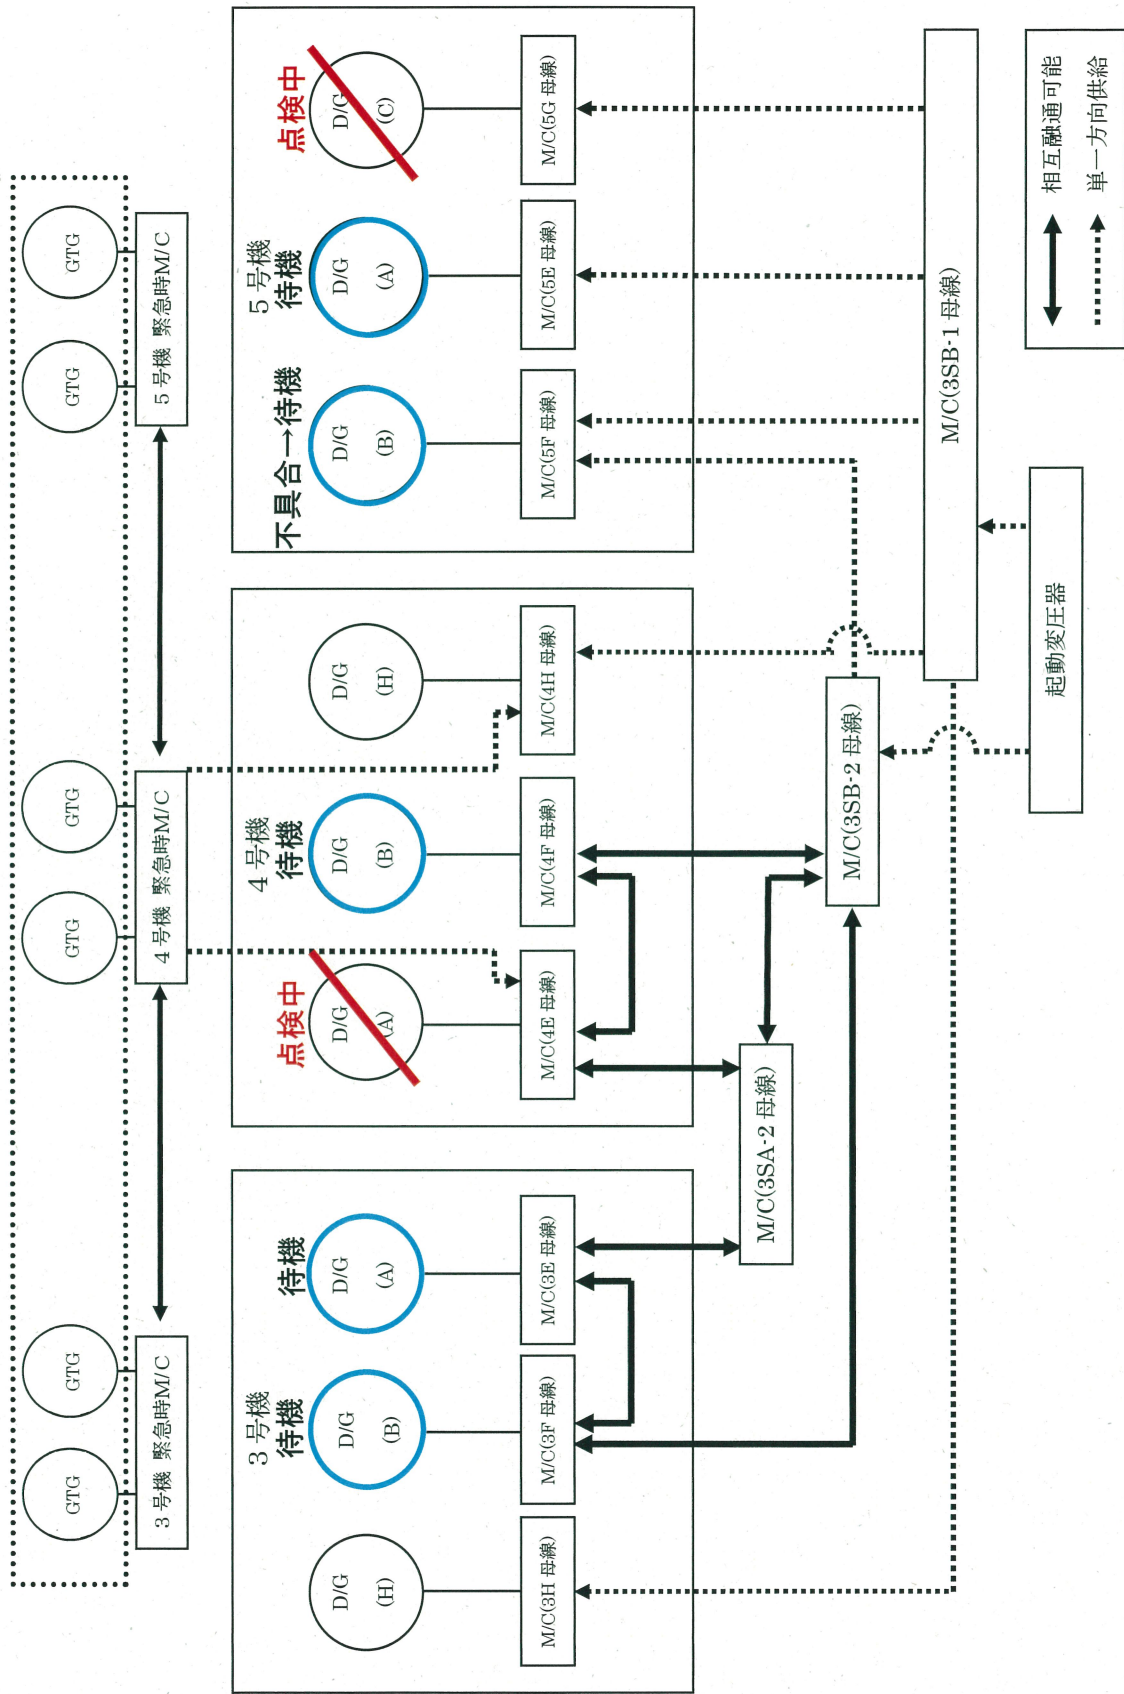 GTG
GTG
GTG
GTG
GTG
GTG
3号機 緊急時M/C
4号機 緊急時M/C
5号機 緊急時M/C
3号機
待機
待機
D/G
(H)
D/G
(B)
D/G
(A)
M/C(3H 母線)
M/C(3F 母線)
M/C(3E 母線)
4号機
点検中
待機
D/G
(A)
D/G
(B)
D/G
(H)
M/C(4E 母線)
M/C(4F 母線)
M/C(4H 母線)
5号機
不具合→待機
待機
点検中
D/G
(B)
D/G
(A)
D/G
(C)
M/C(5F 母線)
M/C(5E 母線)
M/C(5G 母線)
M/C(3SA-2 母線)
M/C(3SB-2 母線)
M/C(3SB-1 母線)
起動変圧器
相互融通可能
単一方向供給